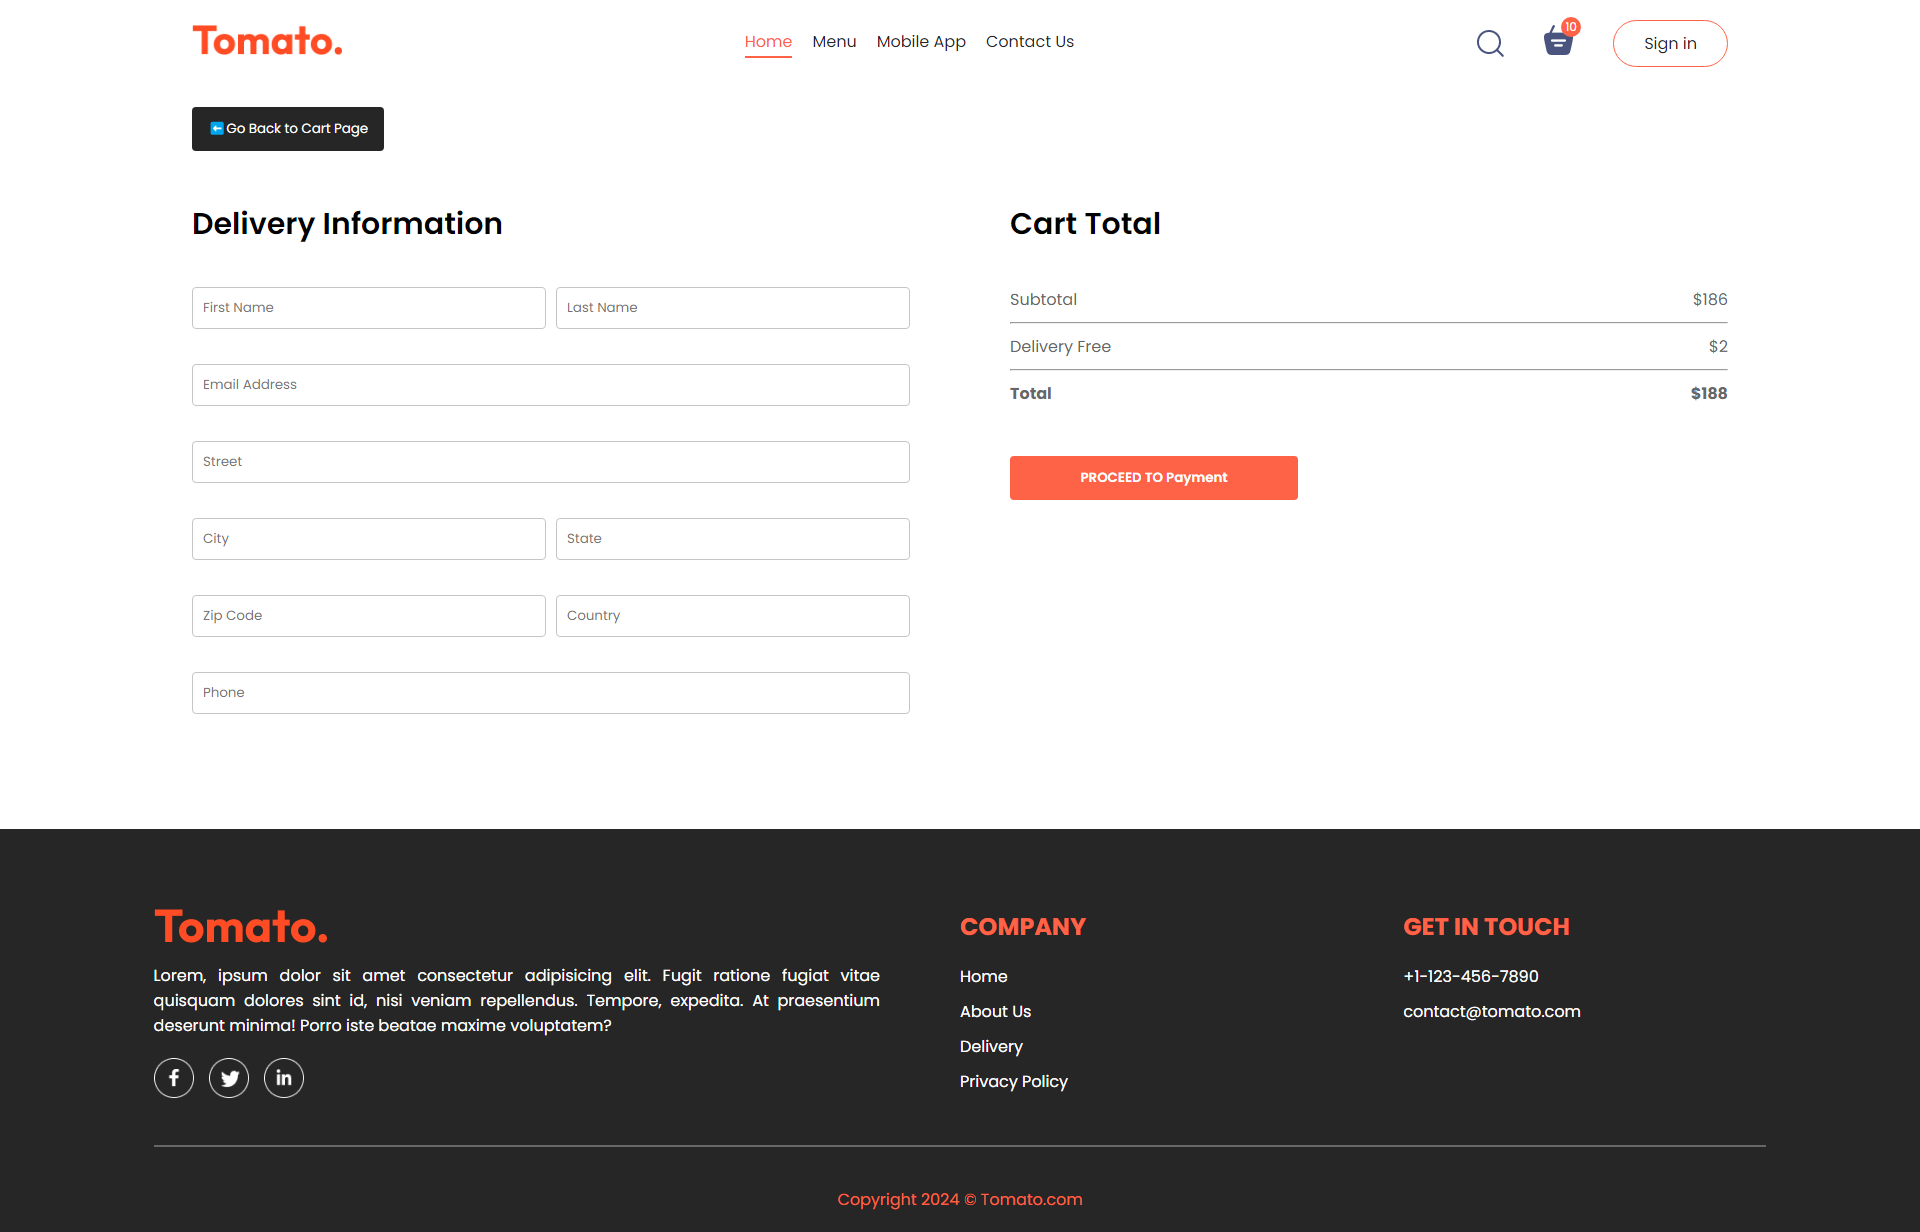 Tomato.
Home Menu Mobile App Contact Us
10
Sign in
Go Back to Cart Page
Delivery Information
First Name Last Name
Email Address
Street
City State
Zip Code Country
Phone
Cart Total
Subtotal $186
Delivery Free $2
Total $188
PROCEED TO Payment
Tomato.
Lorem, ipsum dolor sit amet consectetur adipisicing elit. Fugit ratione fugiat vitae
quisquam dolores sint id, nisi veniam repellendus. Tempore, expedita. At praesentium
deserunt minima! Porro iste beatae maxime voluptatem?
COMPANY
Home
About Us
Delivery
Privacy Policy
GET IN TOUCH
+1-123-456-7890
contact@tomato.com
Copyright 2024 © Tomato.com